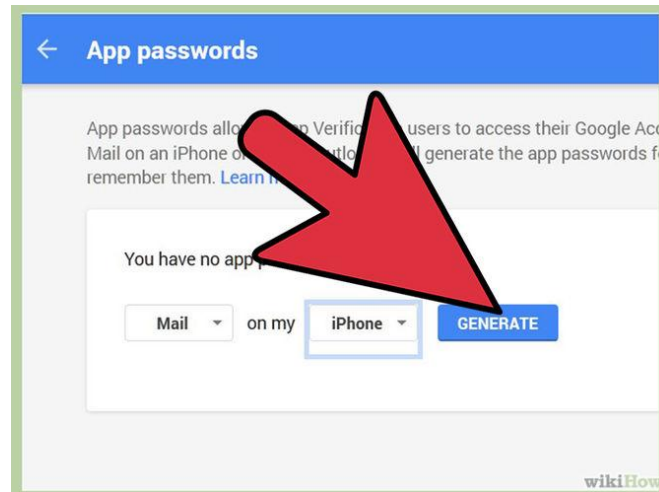 App passwords
App passwords allo Verific users to access their Google Acc
Mail on an iPhone o utlo ll generate the app passwords f
remember them. Learn
You have no app p
Mail on my iPhone GENERATE
wikiHow